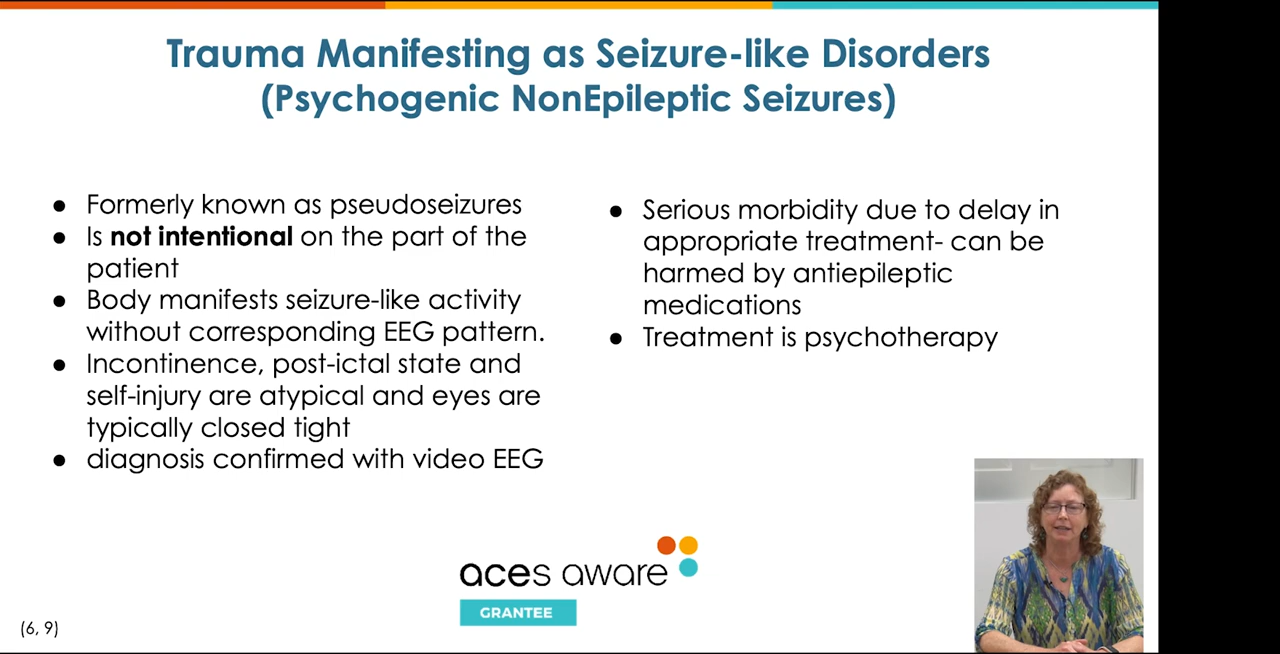 Trauma Manifesting as Seizure-like Disorders
(Psychogenic NonEpileptic Seizures)
● Formerly known as pseudoseizures
● Is not intentional on the part of the
patient
● Body manifests seizure-like activity
without corresponding EEG pattern.
● Incontinence, post-ictal state and
self-injury are atypical and eyes are
typically closed tight
● diagnosis confirmed with video EEG
● Serious morbidity due to delay in
appropriate treatment- can be
harmed by antiepileptic
medications
● Treatment is psychotherapy
aces aware
GRANTEE
(6, 9)